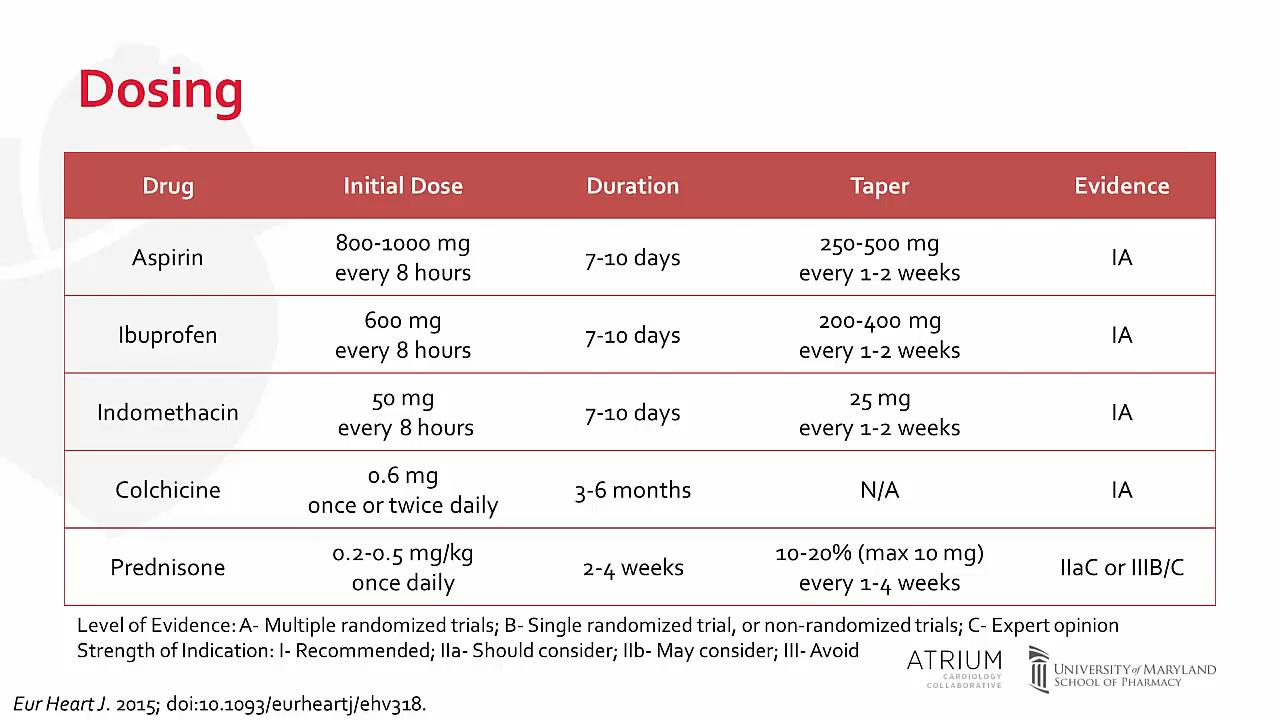 Dosing
Drug Initial Dose Duration Taper Evidence
Aspirin 800-1000 mg every 8 hours 7-10 days 250-500 mg every 1-2 weeks IA
Ibuprofen 600 mg every 8 hours 7-10 days 200-400 mg every 1-2 weeks IA
Indomethacin 50 mg every 8 hours 7-10 days 25 mg every 1-2 weeks IA
Colchicine 0.6 mg once or twice daily 3-6 months N/A IA
Prednisone 0.2-0.5 mg/kg once daily 2-4 weeks 10-20% (max 10 mg) every 1-4 weeks IIaC or IIIB/C
Level of Evidence: A- Multiple randomized trials; B- Single randomized trial, or non-randomized trials; C- Expert opinion
Strength of Indication: I- Recommended; IIa- Should consider; IIb- May consider; III- Avoid
ATRIUM
CARDIOLOGY
COLLABORATIVE
UNIVERSITY of MARYLAND
SCHOOL OF PHARMACY
Eur Heart J. 2015; doi:10.1093/eurheartj/ehv318.